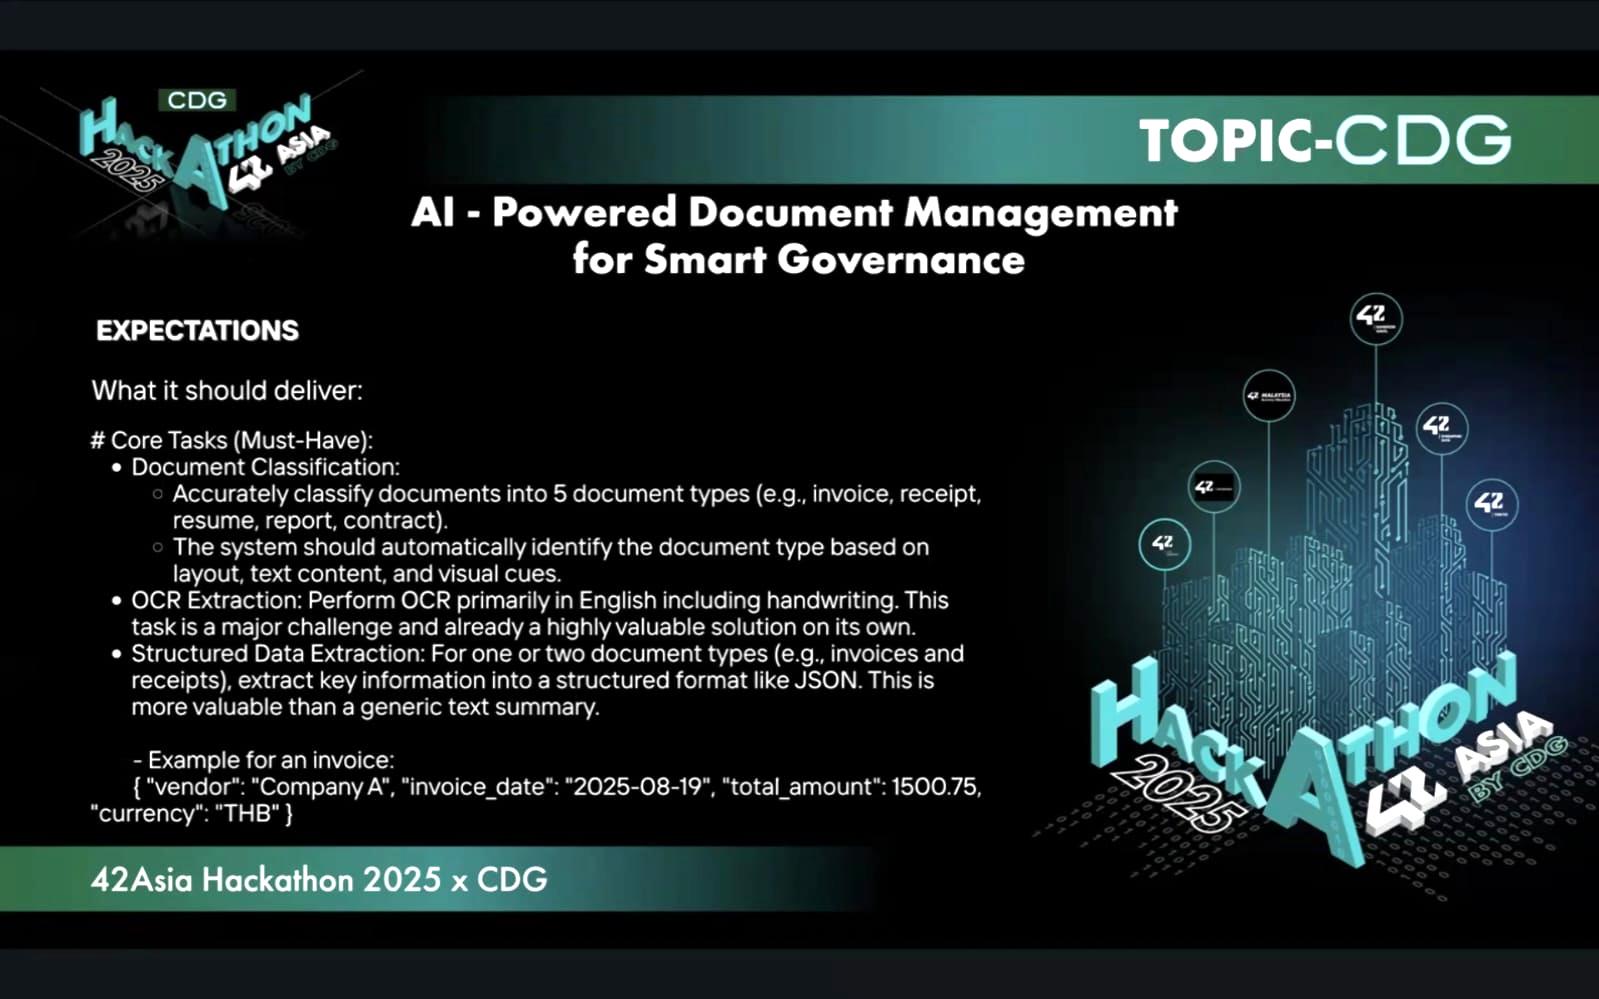 CDG
HACKATHON
2025 42 ASIA
BY CDG
TOPIC-CDG
AI - Powered Document Management
for Smart Governance
EXPECTATIONS
What it should deliver:
# Core Tasks (Must-Have):
• Document Classification:
○ Accurately classify documents into 5 document types (e.g., invoice, receipt,
resume, report, contract).
○ The system should automatically identify the document type based on
layout, text content, and visual cues.
• OCR Extraction: Perform OCR primarily in English including handwriting. This
task is a major challenge and already a highly valuable solution on its own.
• Structured Data Extraction: For one or two document types (e.g., invoices and
receipts), extract key information into a structured format like JSON. This is
more valuable than a generic text summary.
- Example for an invoice:
{ "vendor": "Company A", "invoice_date": "2025-08-19", "total_amount": 1500.75,
"currency": "THB" }
42
42 MALAYSIA
42
42
42
42
HACKATHON
2025 42 ASIA
BY CDG
42Asia Hackathon 2025 x CDG